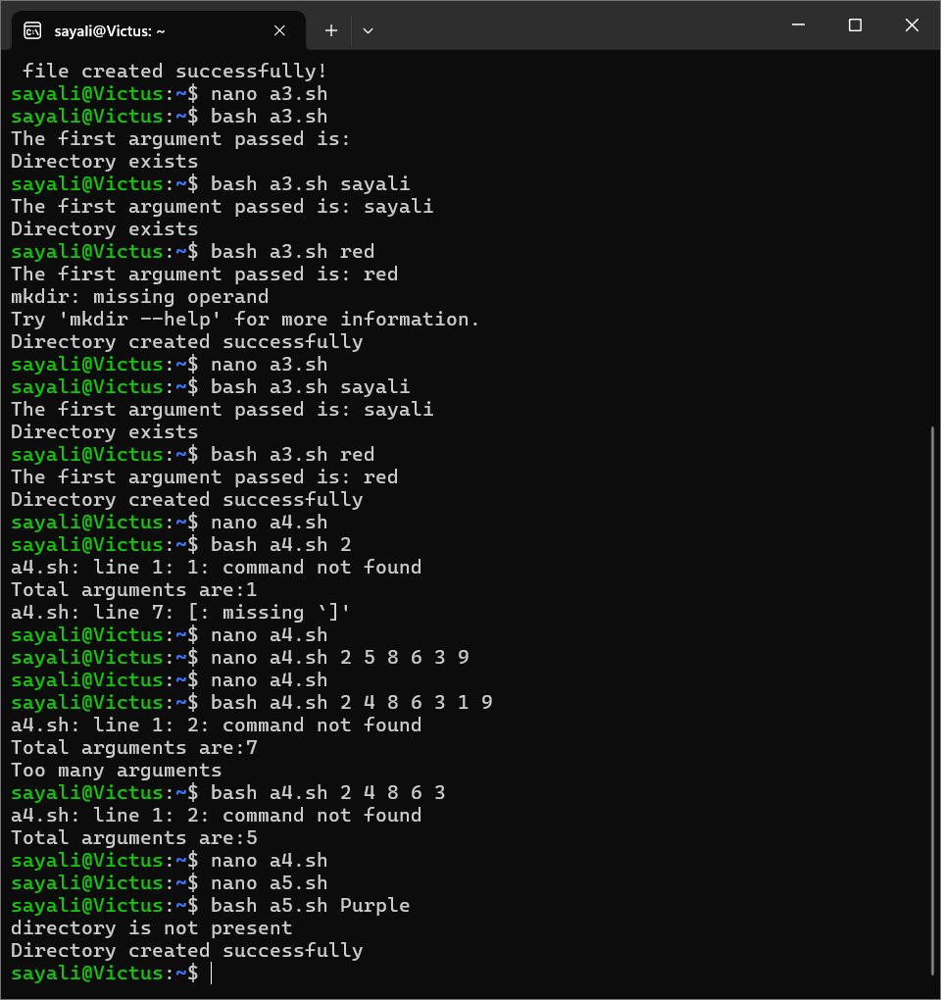 sayali@Victus: ~
file created successfully!
sayali@Victus:~$ nano a3.sh
sayali@Victus:~$ bash a3.sh
The first argument passed is:
Directory exists
sayali@Victus:~$ bash a3.sh sayali
The first argument passed is: sayali
Directory exists
sayali@Victus:~$ bash a3.sh red
The first argument passed is: red
mkdir: missing operand
Try 'mkdir --help' for more information.
Directory created successfully
sayali@Victus:~$ nano a3.sh
sayali@Victus:~$ bash a3.sh sayali
The first argument passed is: sayali
Directory exists
sayali@Victus:~$ bash a3.sh red
The first argument passed is: red
Directory created successfully
sayali@Victus:~$ nano a4.sh
sayali@Victus:~$ bash a4.sh 2
a4.sh: line 1: 1: command not found
Total arguments are:1
a4.sh: line 7: [: missing `]'
sayali@Victus:~$ nano a4.sh
sayali@Victus:~$ nano a4.sh 2 5 8 6 3 9
sayali@Victus:~$ nano a4.sh
sayali@Victus:~$ bash a4.sh 2 4 8 6 3 1 9
a4.sh: line 1: 2: command not found
Total arguments are:7
Too many arguments
sayali@Victus:~$ bash a4.sh 2 4 8 6 3
a4.sh: line 1: 2: command not found
Total arguments are:5
sayali@Victus:~$ nano a4.sh
sayali@Victus:~$ nano a5.sh
sayali@Victus:~$ bash a5.sh Purple
directory is not present
Directory created successfully
sayali@Victus:~$